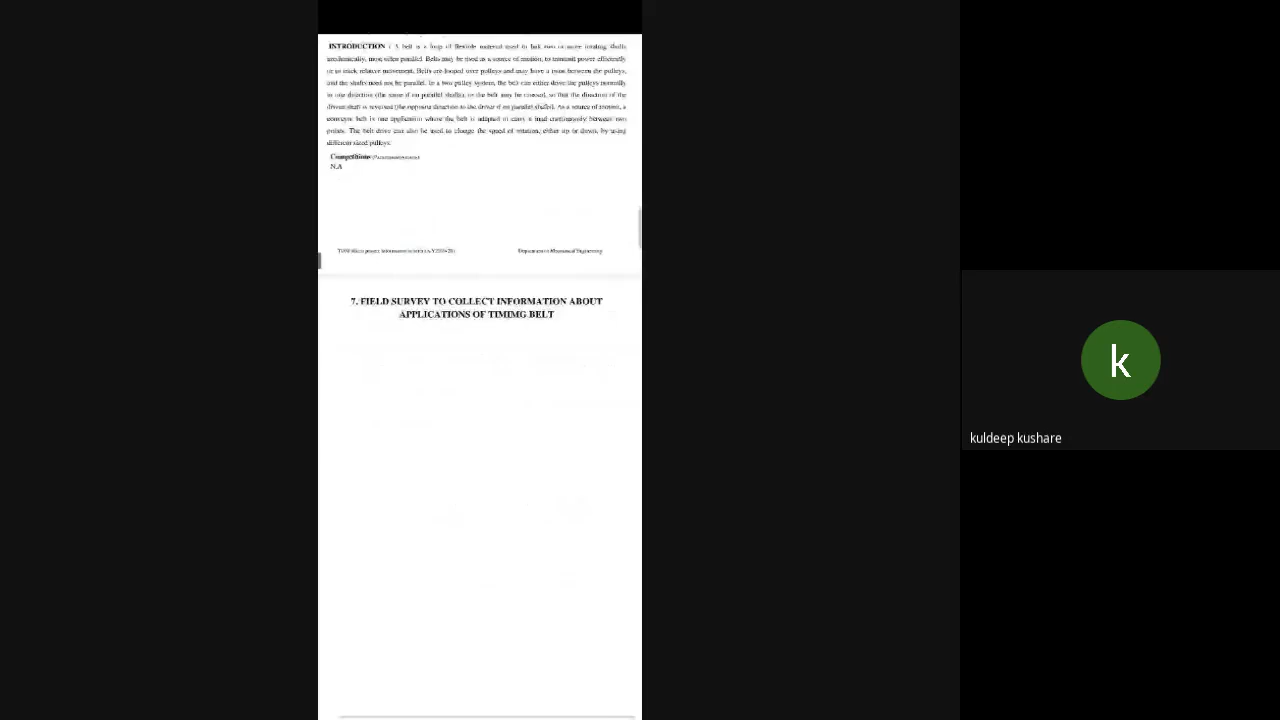 INTRODUCTION : A belt is a loop of flexible material used to link two or more rotating shafts
mechanically, most often parallel. Belts may be used as a source of motion, to transmit power efficiently
or to track relative movement. Belts are looped over pulleys and may have a twist between the pulleys,
and the shafts need not be parallel. In a two pulley system, the belt can either drive the pulleys normally
in one direction (the same if on parallel shafts), or the belt may be crossed, so that the direction of the
driven shaft is reversed (the opposite direction to the driver if on parallel shafts). As a source of motion, a
conveyor belt is one application where the belt is adapted to carry a load continuously between two
points. The belt drive can also be used to change the speed of rotation, either up or down, by using
different sized pulleys.
N.A
Department of Mechanical Engineering
7. FIELD SURVEY TO COLLECT INFORMATION ABOUT
APPLICATIONS OF TIMIMG BELT
k
kuldeep kushare